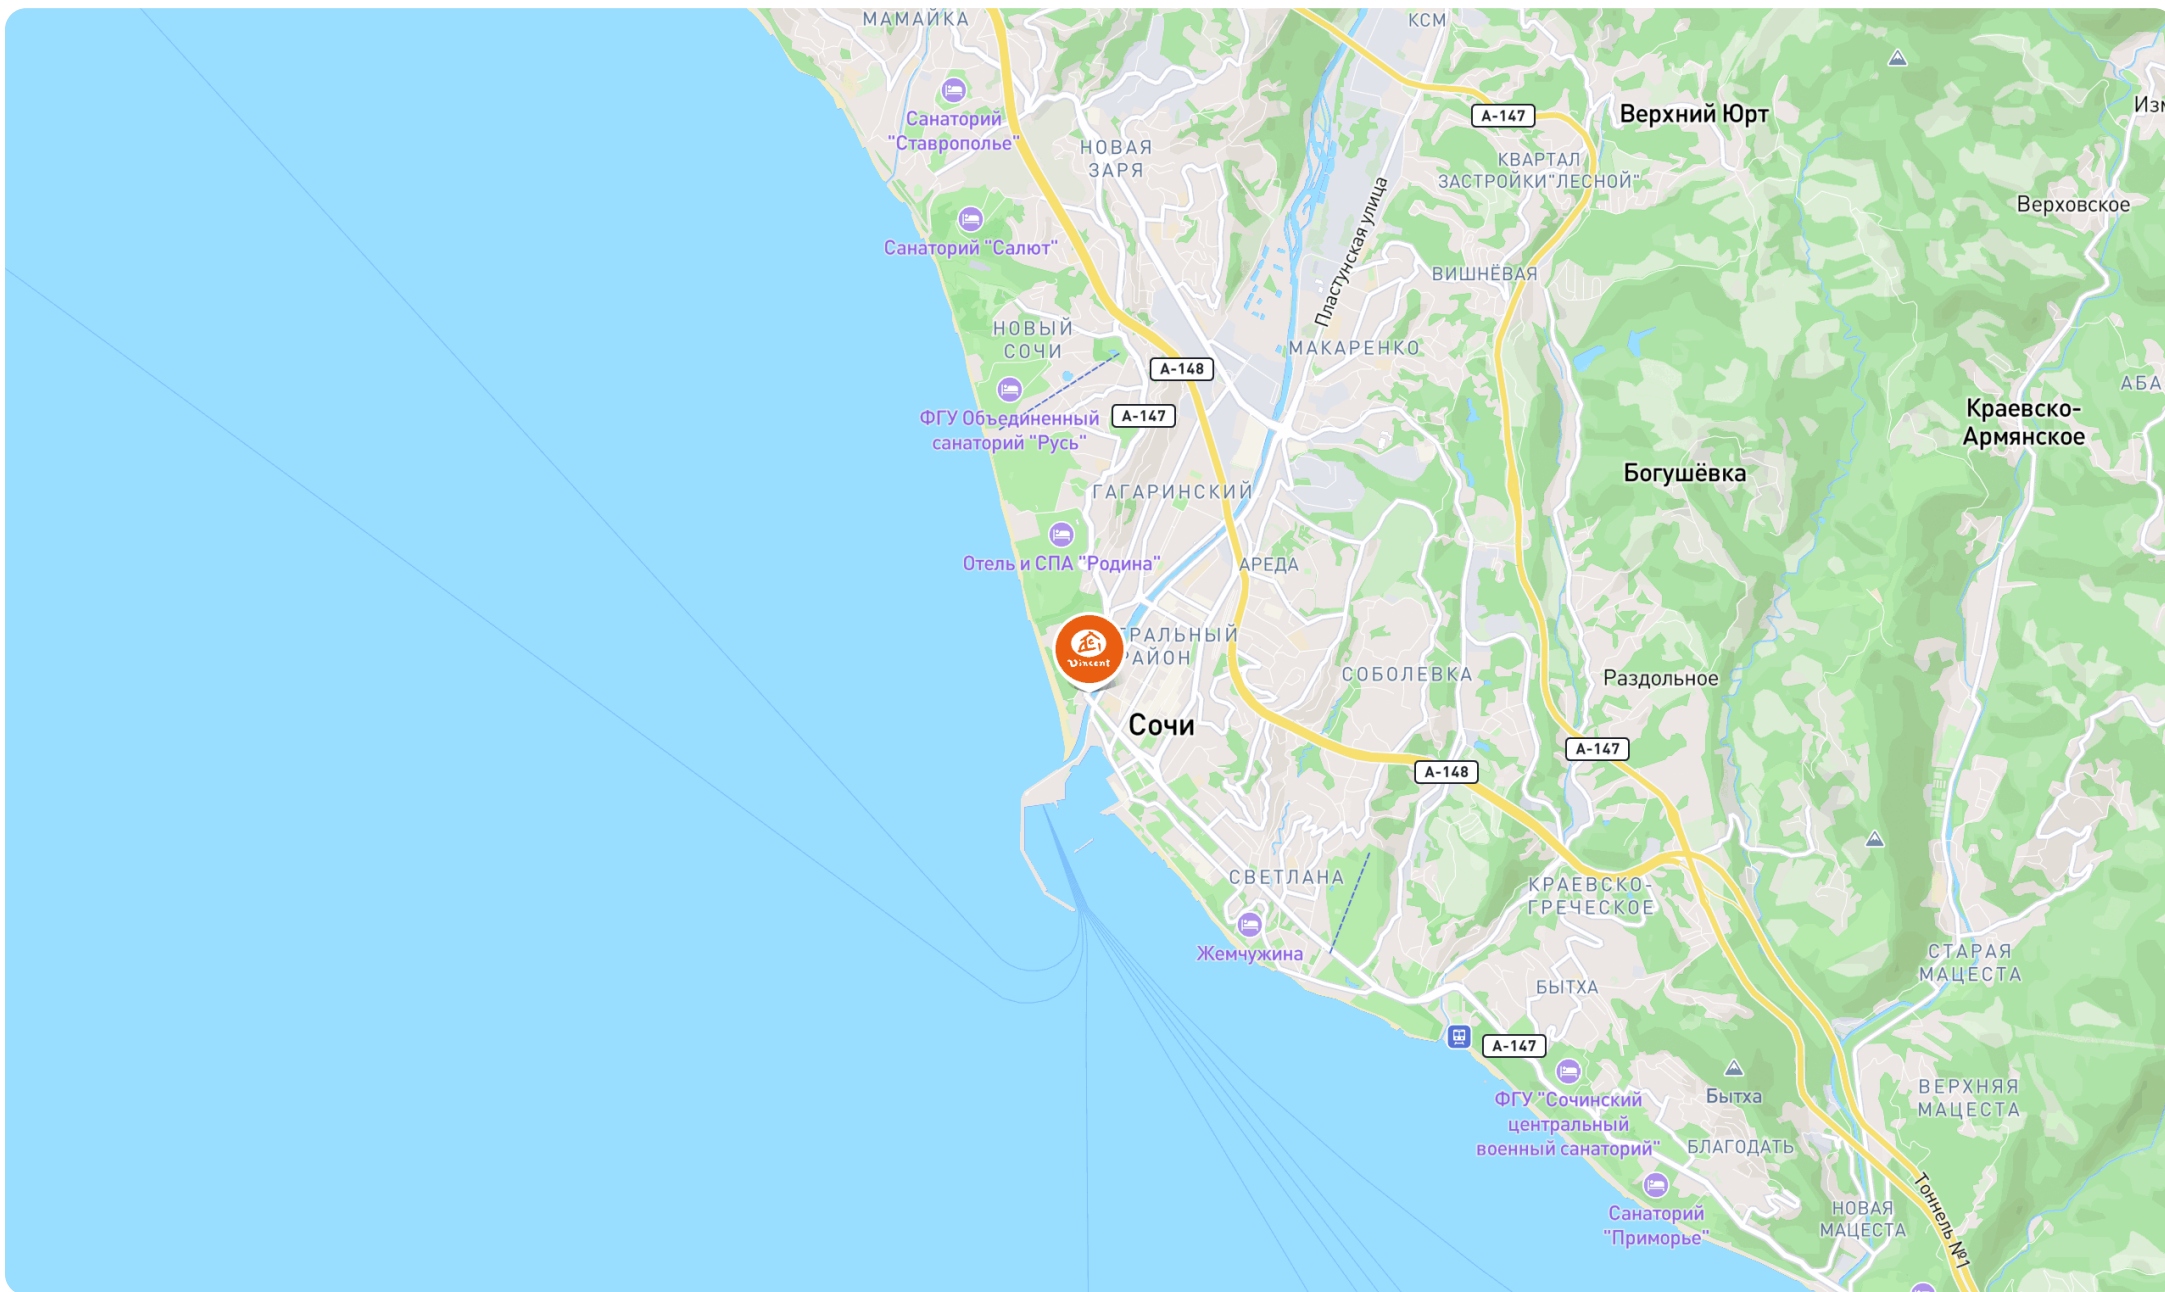 МАМАЙКА
КСМ
Санаторий
"Ставрополье"
А-147
Верхний Юрт
НОВАЯ
ЗАРЯ
КВАРТАЛ
ЗАСТРОЙКИ"ЛЕСНОЙ"
Верховское
Санаторий "Салют"
Пластунская улица
ВИШНЁВАЯ
НОВЫЙ
СОЧИ
МАКАРЕНКО
А-148
АБА
А-147
ФГУ Объединенный
санаторий "Русь"
Краевско-
Армянское
Богушёвка
ГАГАРИНСКИЙ
Отель и СПА "Родина"
АРЕДА
Vincent
ТРАЛЬНЫЙ
РАЙОН
СОБОЛЕВКА
Раздольное
Сочи
А-147
А-148
СВЕТЛАНА
КРАЕВСКО-
ГРЕЧЕСКОЕ
Жемчужина
СТАРАЯ
МАЦЕСТА
БЫТХА
А-147
ФГУ "Сочинский
центральный
военный санаторий"
Бытха
ВЕРХНЯЯ
МАЦЕСТА
БЛАГОДАТЬ
Санаторий
"Приморье"
НОВАЯ
МАЦЕСТА
Тоннель №1